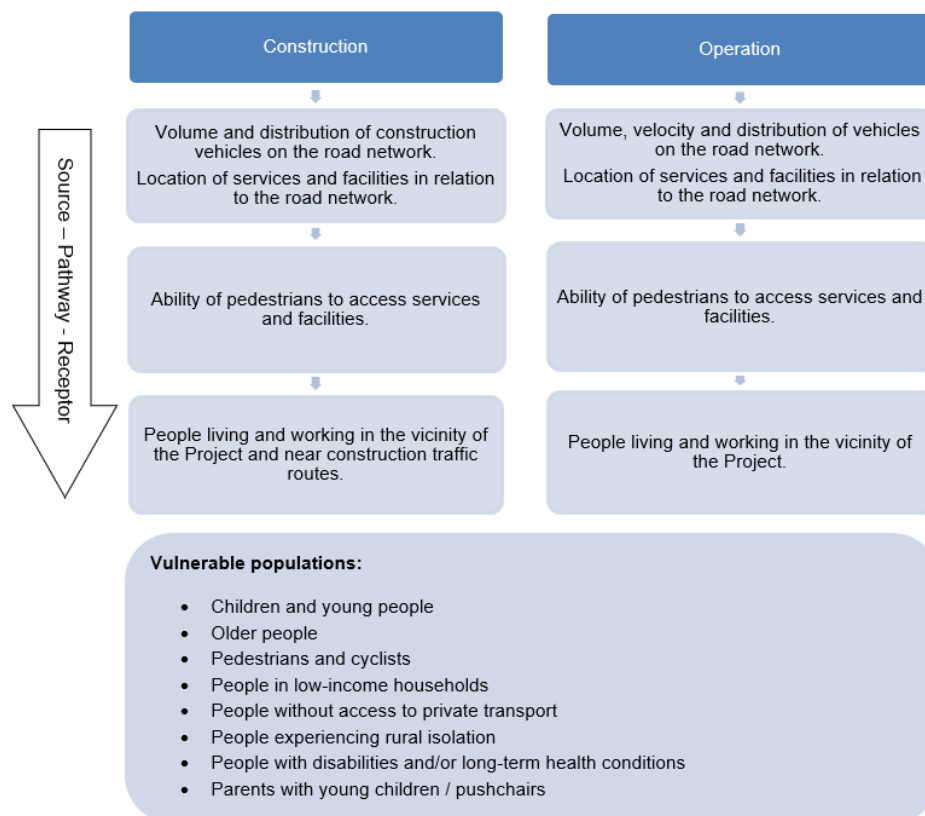 Construction
Operation
Source – Pathway - Receptor
Volume and distribution of construction
vehicles on the road network.
Location of services and facilities in relation
to the road network.
Volume, velocity and distribution of vehicles
on the road network.
Location of services and facilities in relation
to the road network.
Ability of pedestrians to access services
and facilities.
Ability of pedestrians to access services and
facilities.
People living and working in the vicinity of
the Project and near construction traffic
routes.
People living and working in the vicinity of
the Project.
Vulnerable populations:
• Children and young people
• Older people
• Pedestrians and cyclists
• People in low-income households
• People without access to private transport
• People experiencing rural isolation
• People with disabilities and/or long-term health conditions
• Parents with young children / pushchairs